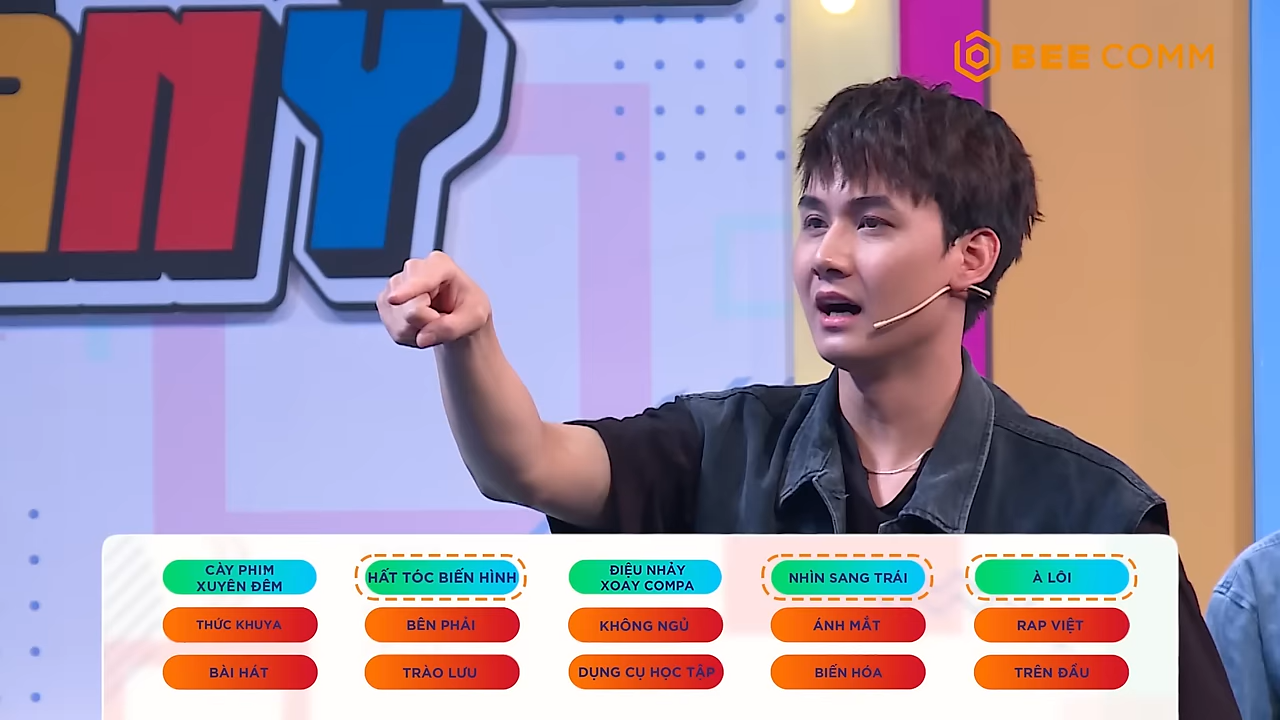 NY
BEE COMM
CÀY PHIM
XUYÊN ĐÊM
HẤT TÓC BIẾN HÌNH
ĐIỆU NHẢY
XOAY COMPA
NHÌN SANG TRÁI
À LÔI
THỨC KHUYA
BÊN PHẢI
KHÔNG NGỦ
ÁNH MẮT
RAP VIỆT
BÀI HÁT
TRÀO LƯU
DỤNG CỤ HỌC TẬP
BIẾN HÓA
TRÊN ĐẦU